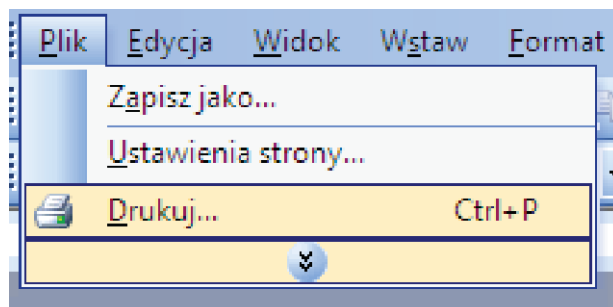 Plik Edycja Widok Wstaw Format
Zapisz jako...
Ustawienia strony...
Drukuj... Ctrl+P